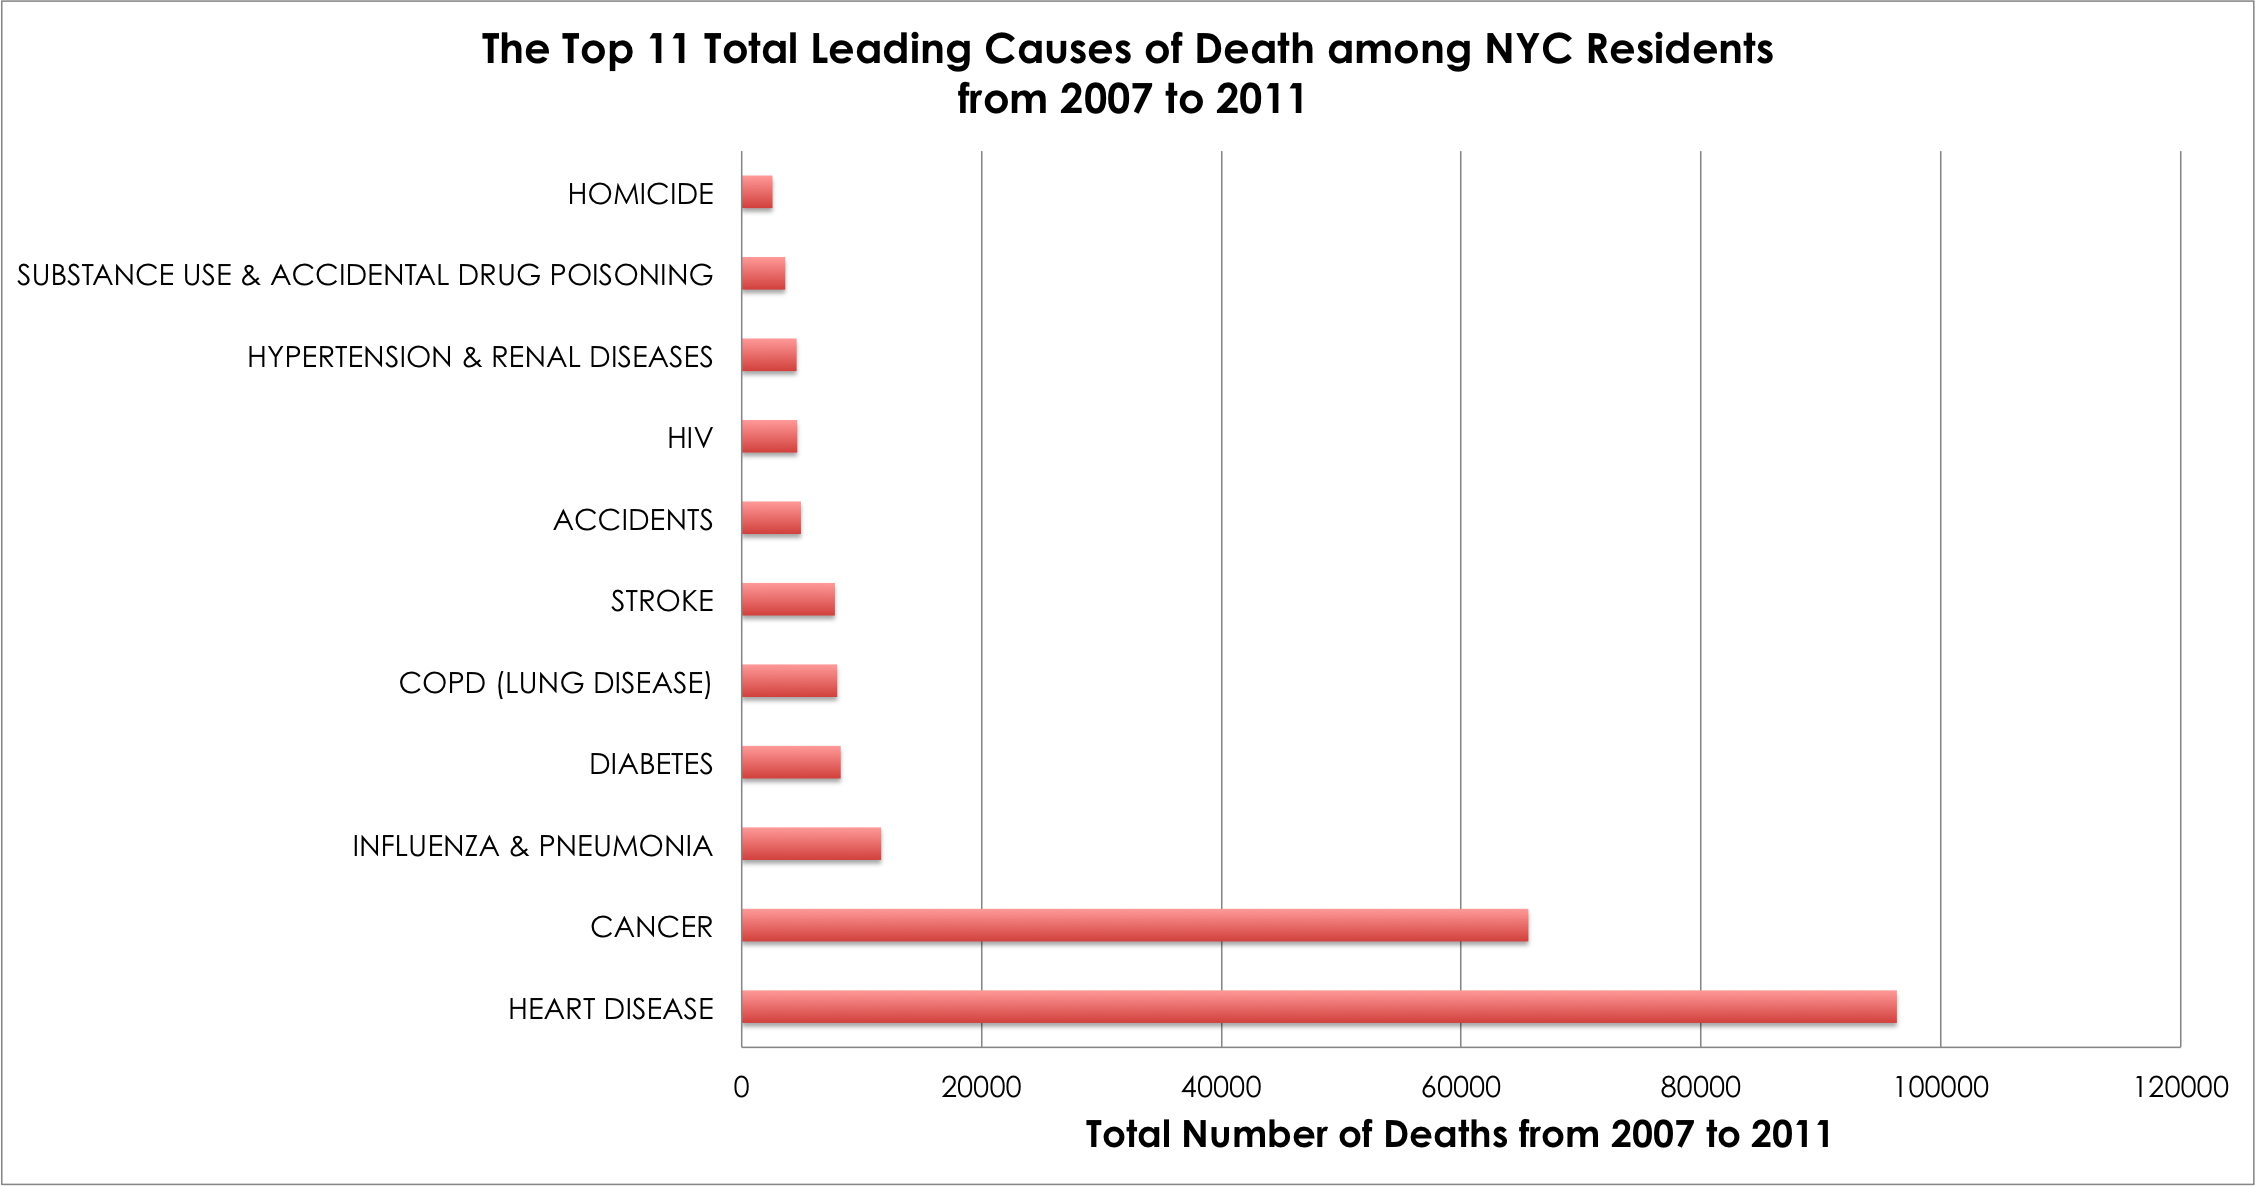 The Top 11 Total Leading Causes of Death among NYC Residents
from 2007 to 2011
HOMICIDE
SUBSTANCE USE & ACCIDENTAL DRUG POISONING
HYPERTENSION & RENAL DISEASES
HIV
ACCIDENTS
STROKE
COPD (LUNG DISEASE)
DIABETES
INFLUENZA & PNEUMONIA
CANCER
HEART DISEASE
0 20000 40000 60000 80000 100000 120000
Total Number of Deaths from 2007 to 2011